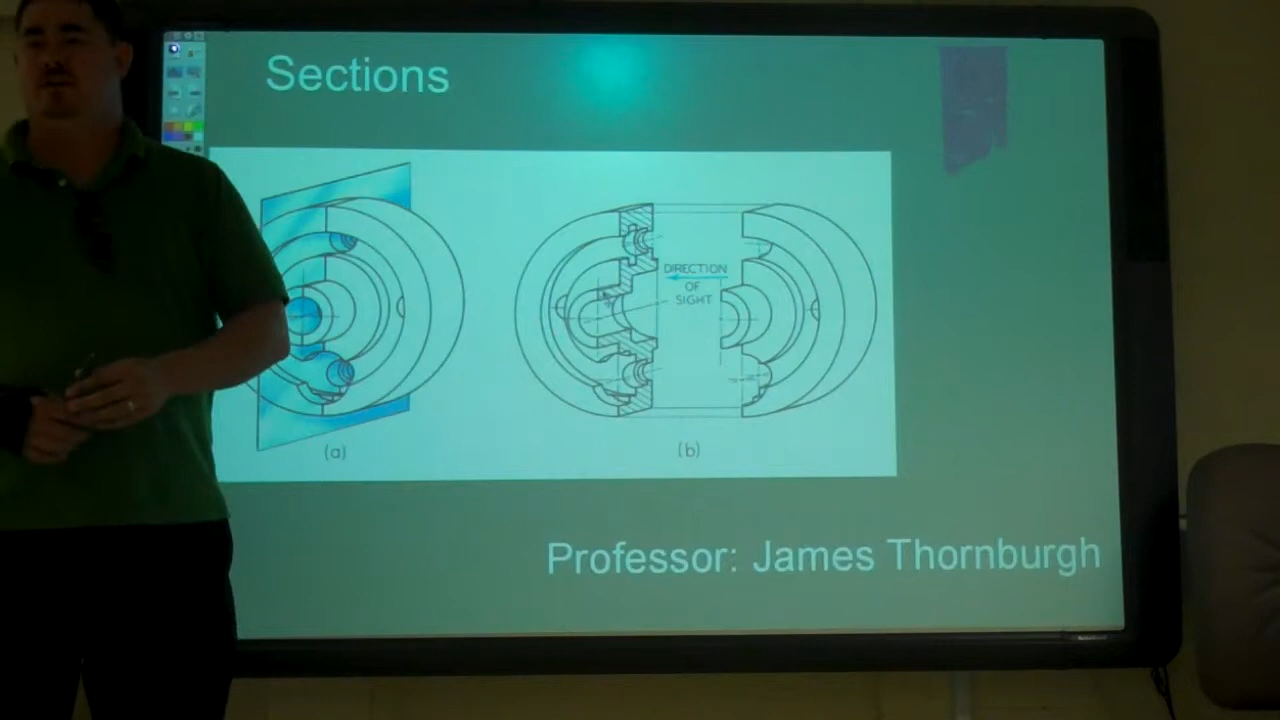 Sections
DIRECTION
OF
SIGHT
(a)
(b)
Professor: James Thornburgh